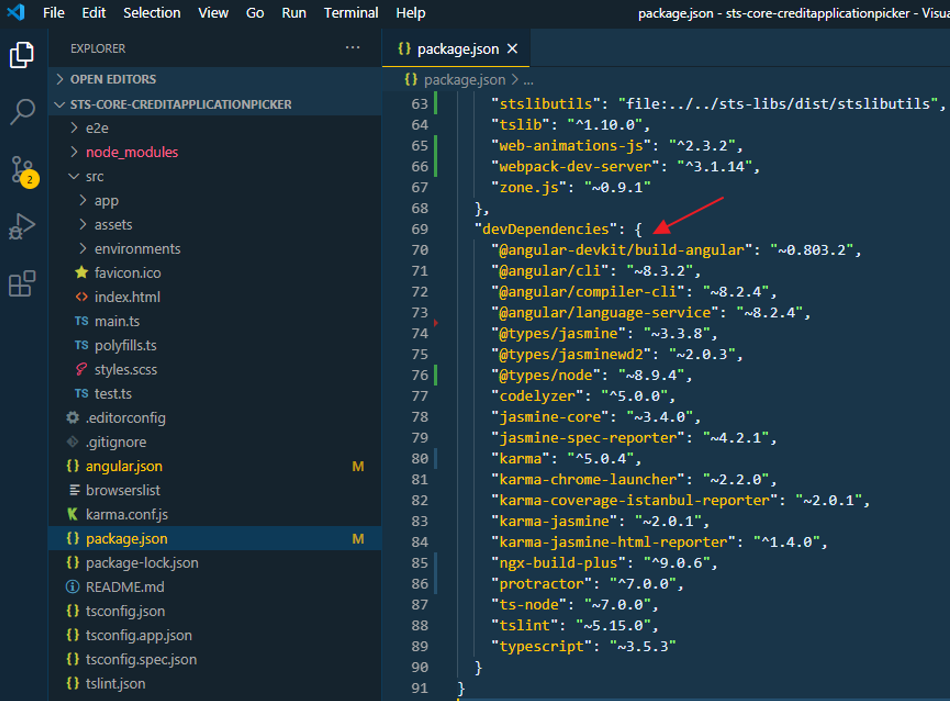 File Edit Selection View Go Run Terminal Help package.json - sts-core-creditapplicationpicker - Visua
EXPLORER ...
OPEN EDITORS
STS-CORE-CREDITAPPLICATIONPICKER
e2e
node_modules
src
app
assets
environments
favicon.ico
<> index.html
TS main.ts
TS polyfills.ts
styles.scss
TS test.ts
.editorconfig
.gitignore
{} angular.json M
browserslist
K karma.conf.js
{} package.json M
{} package-lock.json
README.md
{} tsconfig.json
{} tsconfig.app.json
{} tsconfig.spec.json
{} tslint.json
2
{} package.json ×
{} package.json > ...
63 "stslibutils": "file:../../sts-libs/dist/stslibutils",
64 "tslib": "^1.10.0",
65 "web-animations-js": "^2.3.2",
66 "webpack-dev-server": "^3.1.14",
67 "zone.js": "~0.9.1"
68 },
69 "devDependencies": {
70 "@angular-devkit/build-angular": "~0.803.2",
71 "@angular/cli": "~8.3.2",
72 "@angular/compiler-cli": "~8.2.4",
73 "@angular/language-service": "~8.2.4",
74 "@types/jasmine": "~3.3.8",
75 "@types/jasminewd2": "~2.0.3",
76 "@types/node": "~8.9.4",
77 "codelyzer": "^5.0.0",
78 "jasmine-core": "~3.4.0",
79 "jasmine-spec-reporter": "~4.2.1",
80 "karma": "^5.0.4",
81 "karma-chrome-launcher": "~2.2.0",
82 "karma-coverage-istanbul-reporter": "~2.0.1",
83 "karma-jasmine": "~2.0.1",
84 "karma-jasmine-html-reporter": "^1.4.0",
85 "ngx-build-plus": "^9.0.6",
86 "protractor": "^7.0.0",
87 "ts-node": "~7.0.0",
88 "tslint": "~5.15.0",
89 "typescript": "~3.5.3"
90 }
91 }